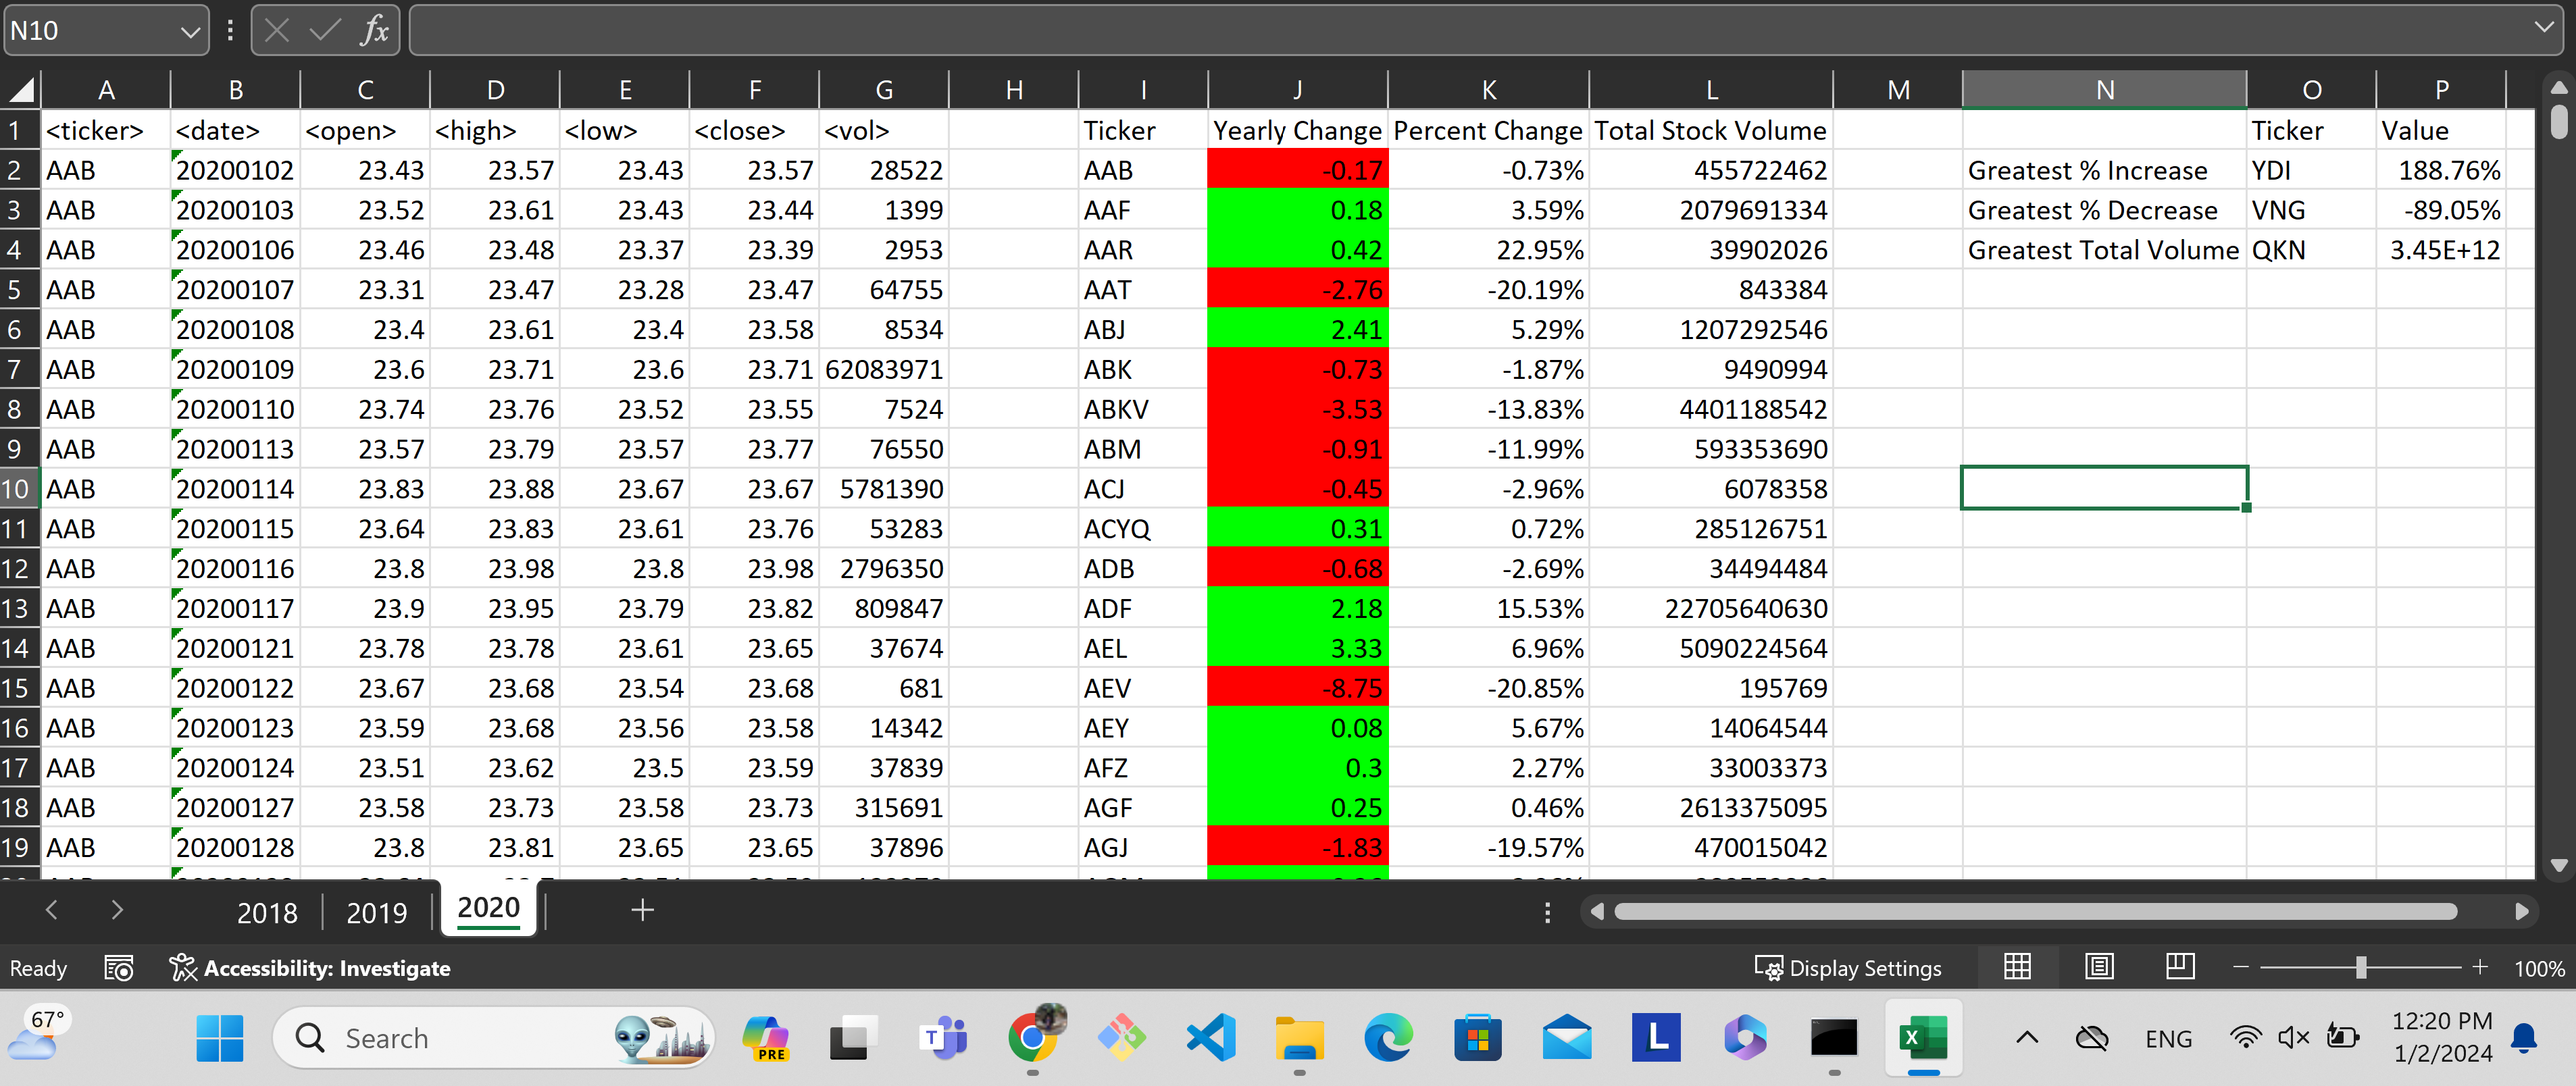 N10 fx
A B C D E F G H I J K L M N O P
1 <ticker> <date> <open> <high> <low> <close> <vol> Ticker Yearly Change Percent Change Total Stock Volume Ticker Value
2 AAB 20200102 23.43 23.57 23.43 23.57 28522 AAB -0.17 -0.73% 455722462 Greatest % Increase YDI 188.76%
3 AAB 20200103 23.52 23.61 23.43 23.44 1399 AAF 0.18 3.59% 2079691334 Greatest % Decrease VNG -89.05%
4 AAB 20200106 23.46 23.48 23.37 23.39 2953 AAR 0.42 22.95% 39902026 Greatest Total Volume QKN 3.45E+12
5 AAB 20200107 23.31 23.47 23.28 23.47 64755 AAT -2.76 -20.19% 843384
6 AAB 20200108 23.4 23.61 23.4 23.58 8534 ABJ 2.41 5.29% 1207292546
7 AAB 20200109 23.6 23.71 23.6 23.71 62083971 ABK -0.73 -1.87% 9490994
8 AAB 20200110 23.74 23.76 23.52 23.55 7524 ABKV -3.53 -13.83% 4401188542
9 AAB 20200113 23.57 23.79 23.57 23.77 76550 ABM -0.91 -11.99% 593353690
10 AAB 20200114 23.83 23.88 23.67 23.67 5781390 ACJ -0.45 -2.96% 6078358
11 AAB 20200115 23.64 23.83 23.61 23.76 53283 ACYQ 0.31 0.72% 285126751
12 AAB 20200116 23.8 23.98 23.8 23.98 2796350 ADB -0.68 -2.69% 34494484
13 AAB 20200117 23.9 23.95 23.79 23.82 809847 ADF 2.18 15.53% 22705640630
14 AAB 20200121 23.78 23.78 23.61 23.65 37674 AEL 3.33 6.96% 5090224564
15 AAB 20200122 23.67 23.68 23.54 23.68 681 AEV -8.75 -20.85% 195769
16 AAB 20200123 23.59 23.68 23.56 23.58 14342 AEY 0.08 5.67% 14064544
17 AAB 20200124 23.51 23.62 23.5 23.59 37839 AFZ 0.3 2.27% 33003373
18 AAB 20200127 23.58 23.73 23.58 23.73 315691 AGF 0.25 0.46% 2613375095
19 AAB 20200128 23.8 23.81 23.65 23.65 37896 AGJ -1.83 -19.57% 470015042
2018 2019 2020
Ready Accessibility: Investigate Display Settings 100%
67° Search PRE T L X ENG 12:20 PM
1/2/2024